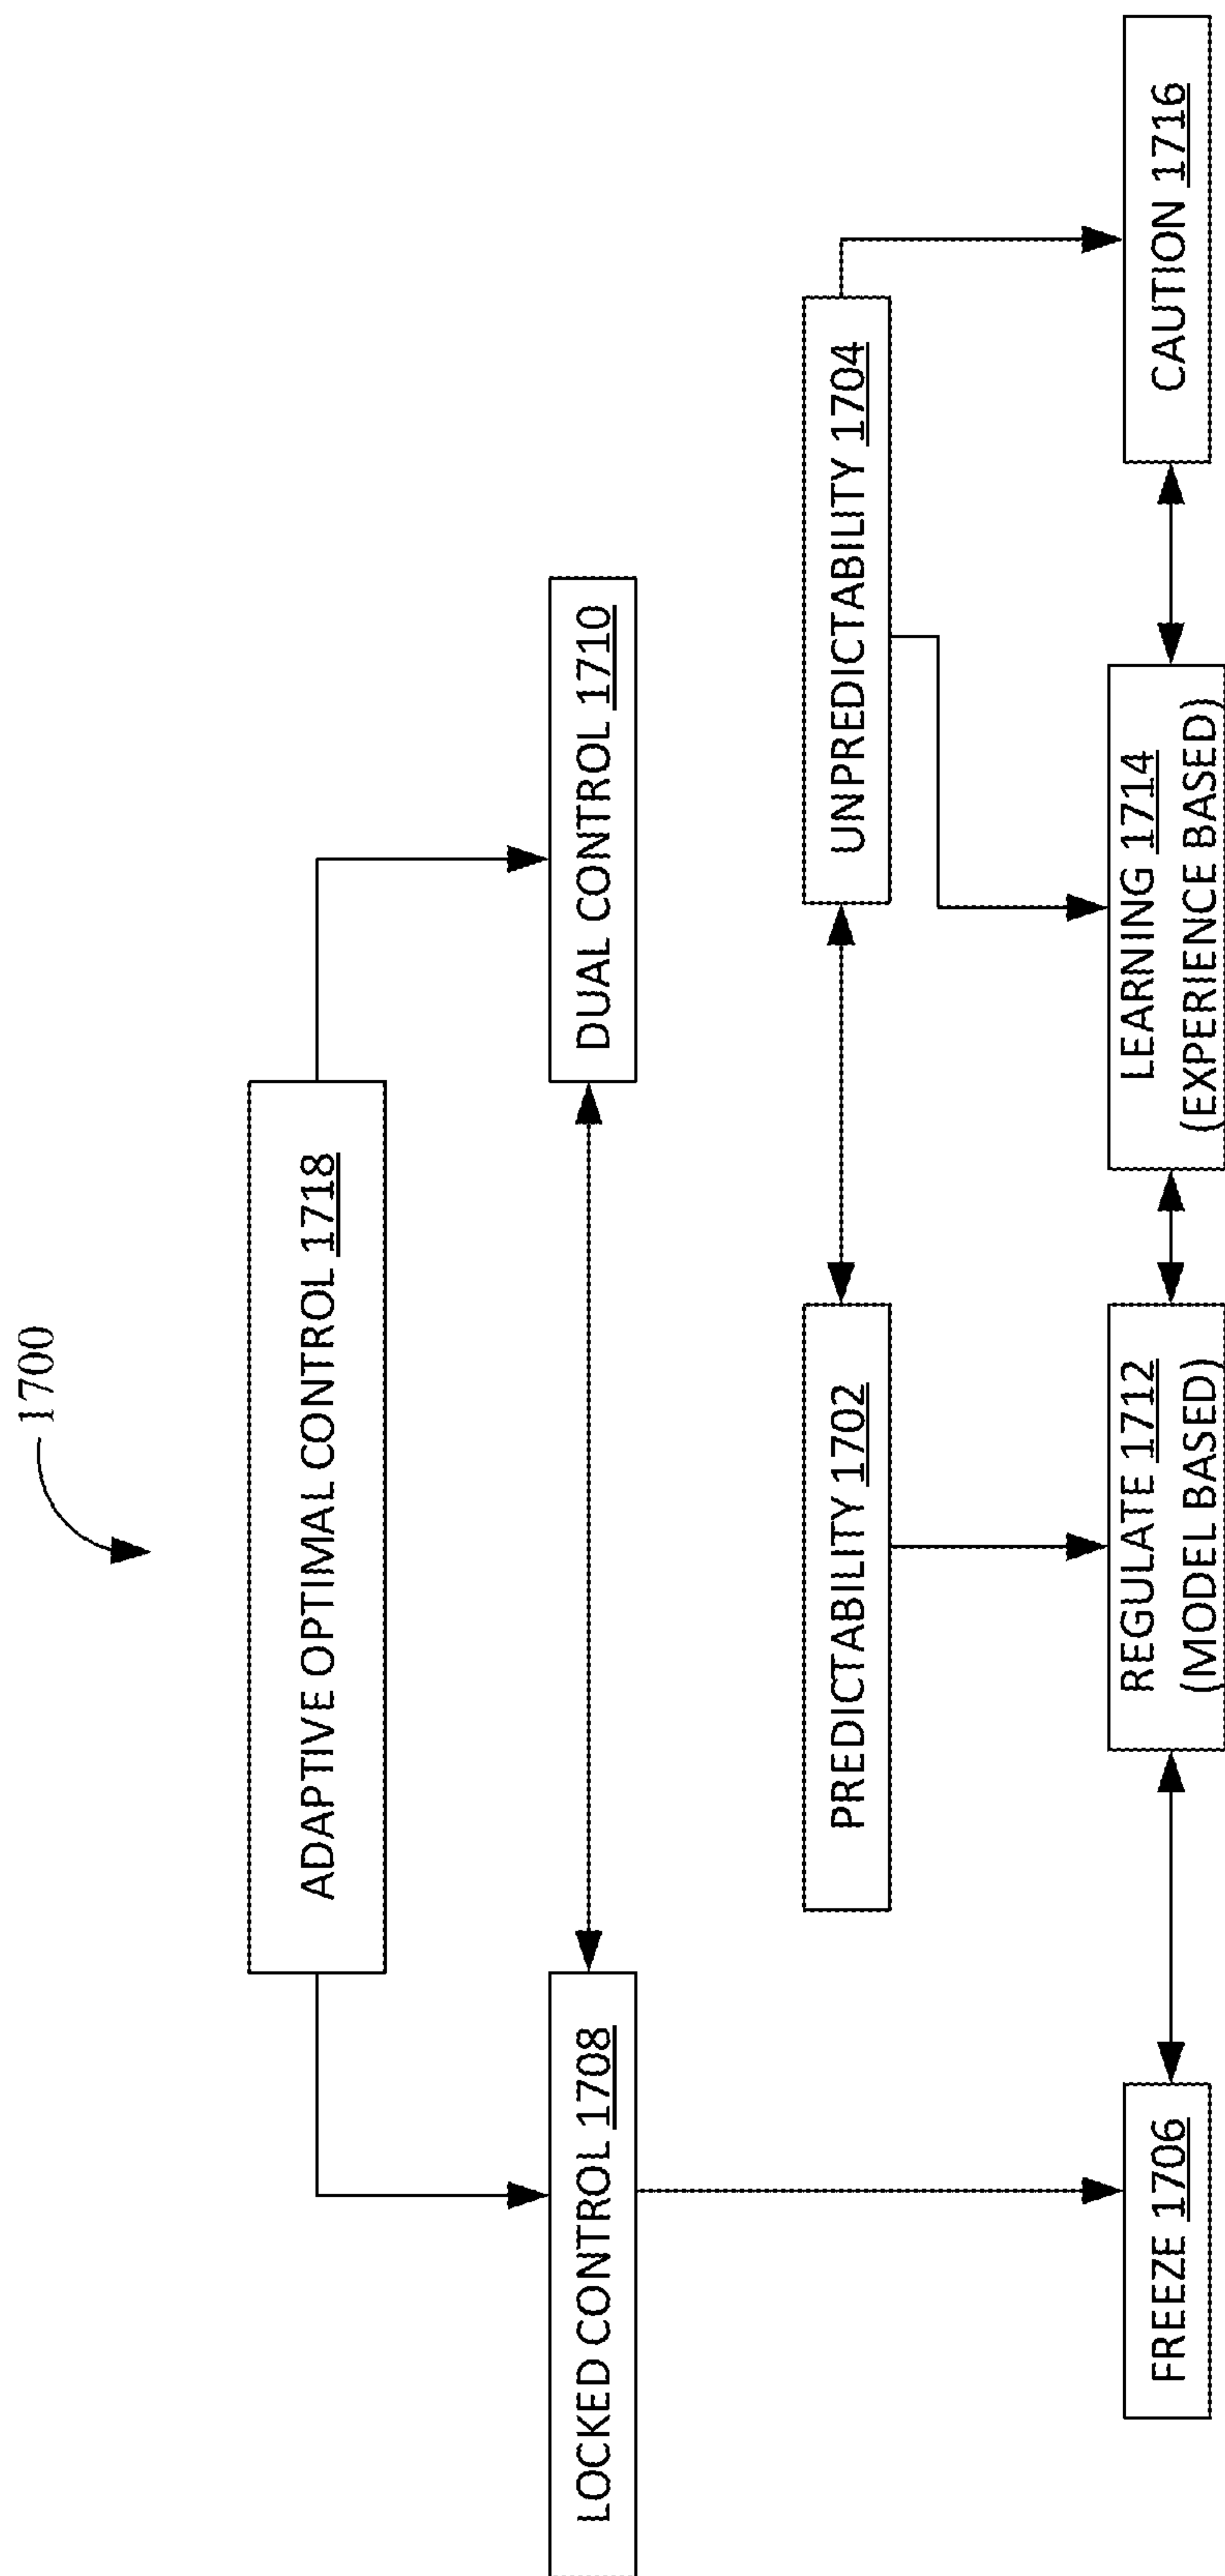 1700
ADAPTIVE OPTIMAL CONTROL 1718
LOCKED CONTROL 1708
DUAL CONTROL 1710
PREDICTABILITY 1702
UNPREDICTABILITY 1704
FREEZE 1706
REGULATE 1712
(MODEL BASED)
LEARNING 1714
(EXPERIENCE BASED)
CAUTION 1716